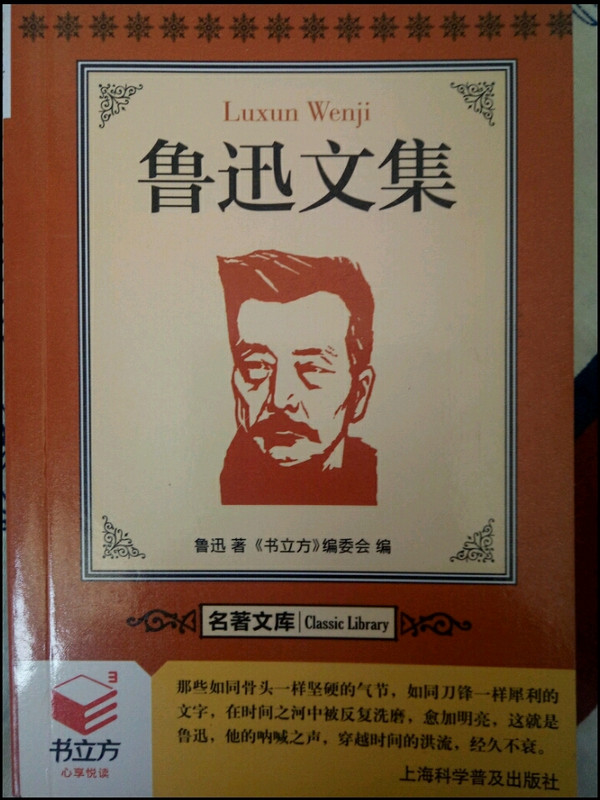 Luxun Wenji
鲁迅文集
鲁迅 著《书立方》编委会 编
名著文库 Classic Library
那些如同骨头一样坚硬的气节，如同刀锋一样犀利的
文字，在时间之河中被反复洗磨，愈加明亮，这就是
鲁迅，他的呐喊之声，穿越时间的洪流，经久不衰。
3
书立方
心享悦读
上海科学普及出版社